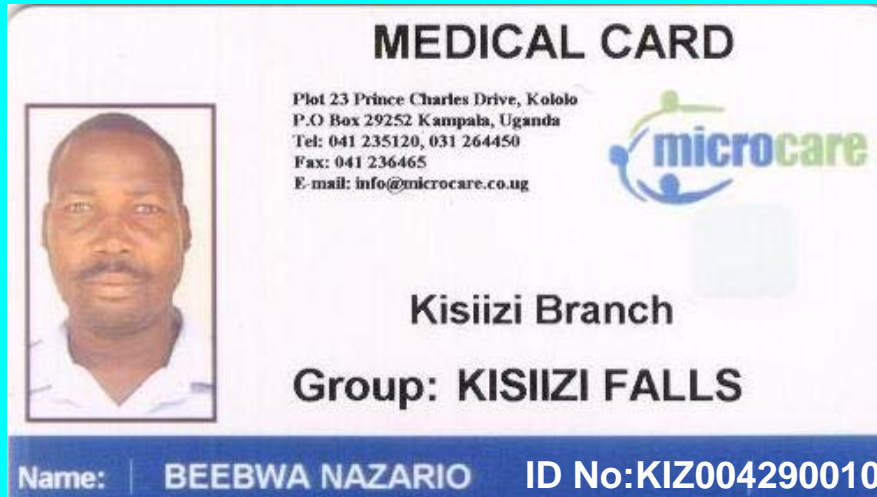 MEDICAL CARD
Plot 23 Prince Charles Drive, Kololo
P.O Box 29252 Kampala, Uganda
Tel: 041 235120, 031 264450
Fax: 041 236465
E-mail: info@microcare.co.ug
microcare
Kisiizi Branch
Group: KISIIZI FALLS
Name: BEEBWA NAZARIO ID No:KIZ004290010